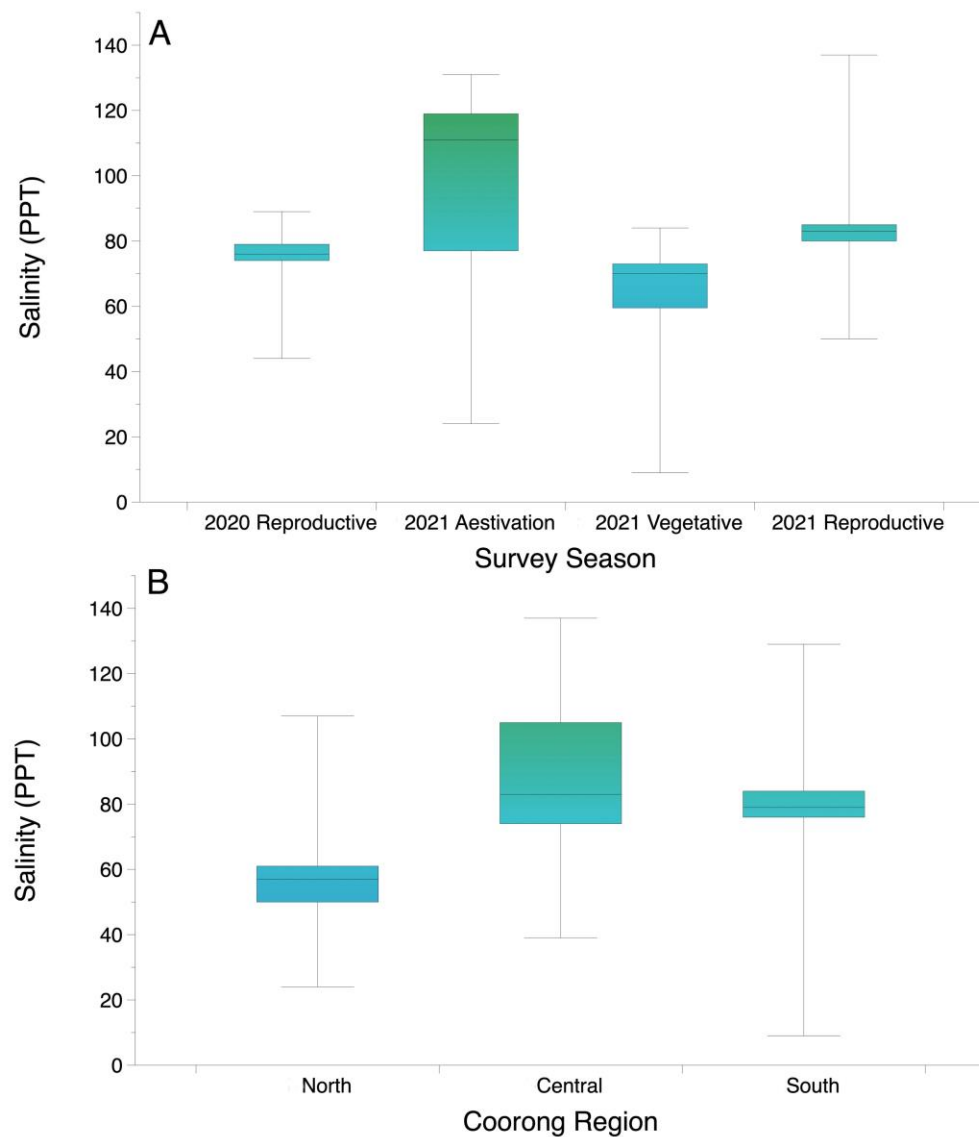 A
140
120
100
80
60
40
20
0
Salinity (PPT)
2020 Reproductive 2021 Aestivation 2021 Vegetative 2021 Reproductive
Survey Season
B
140
120
100
80
60
40
20
0
Salinity (PPT)
North Central South
Coorong Region